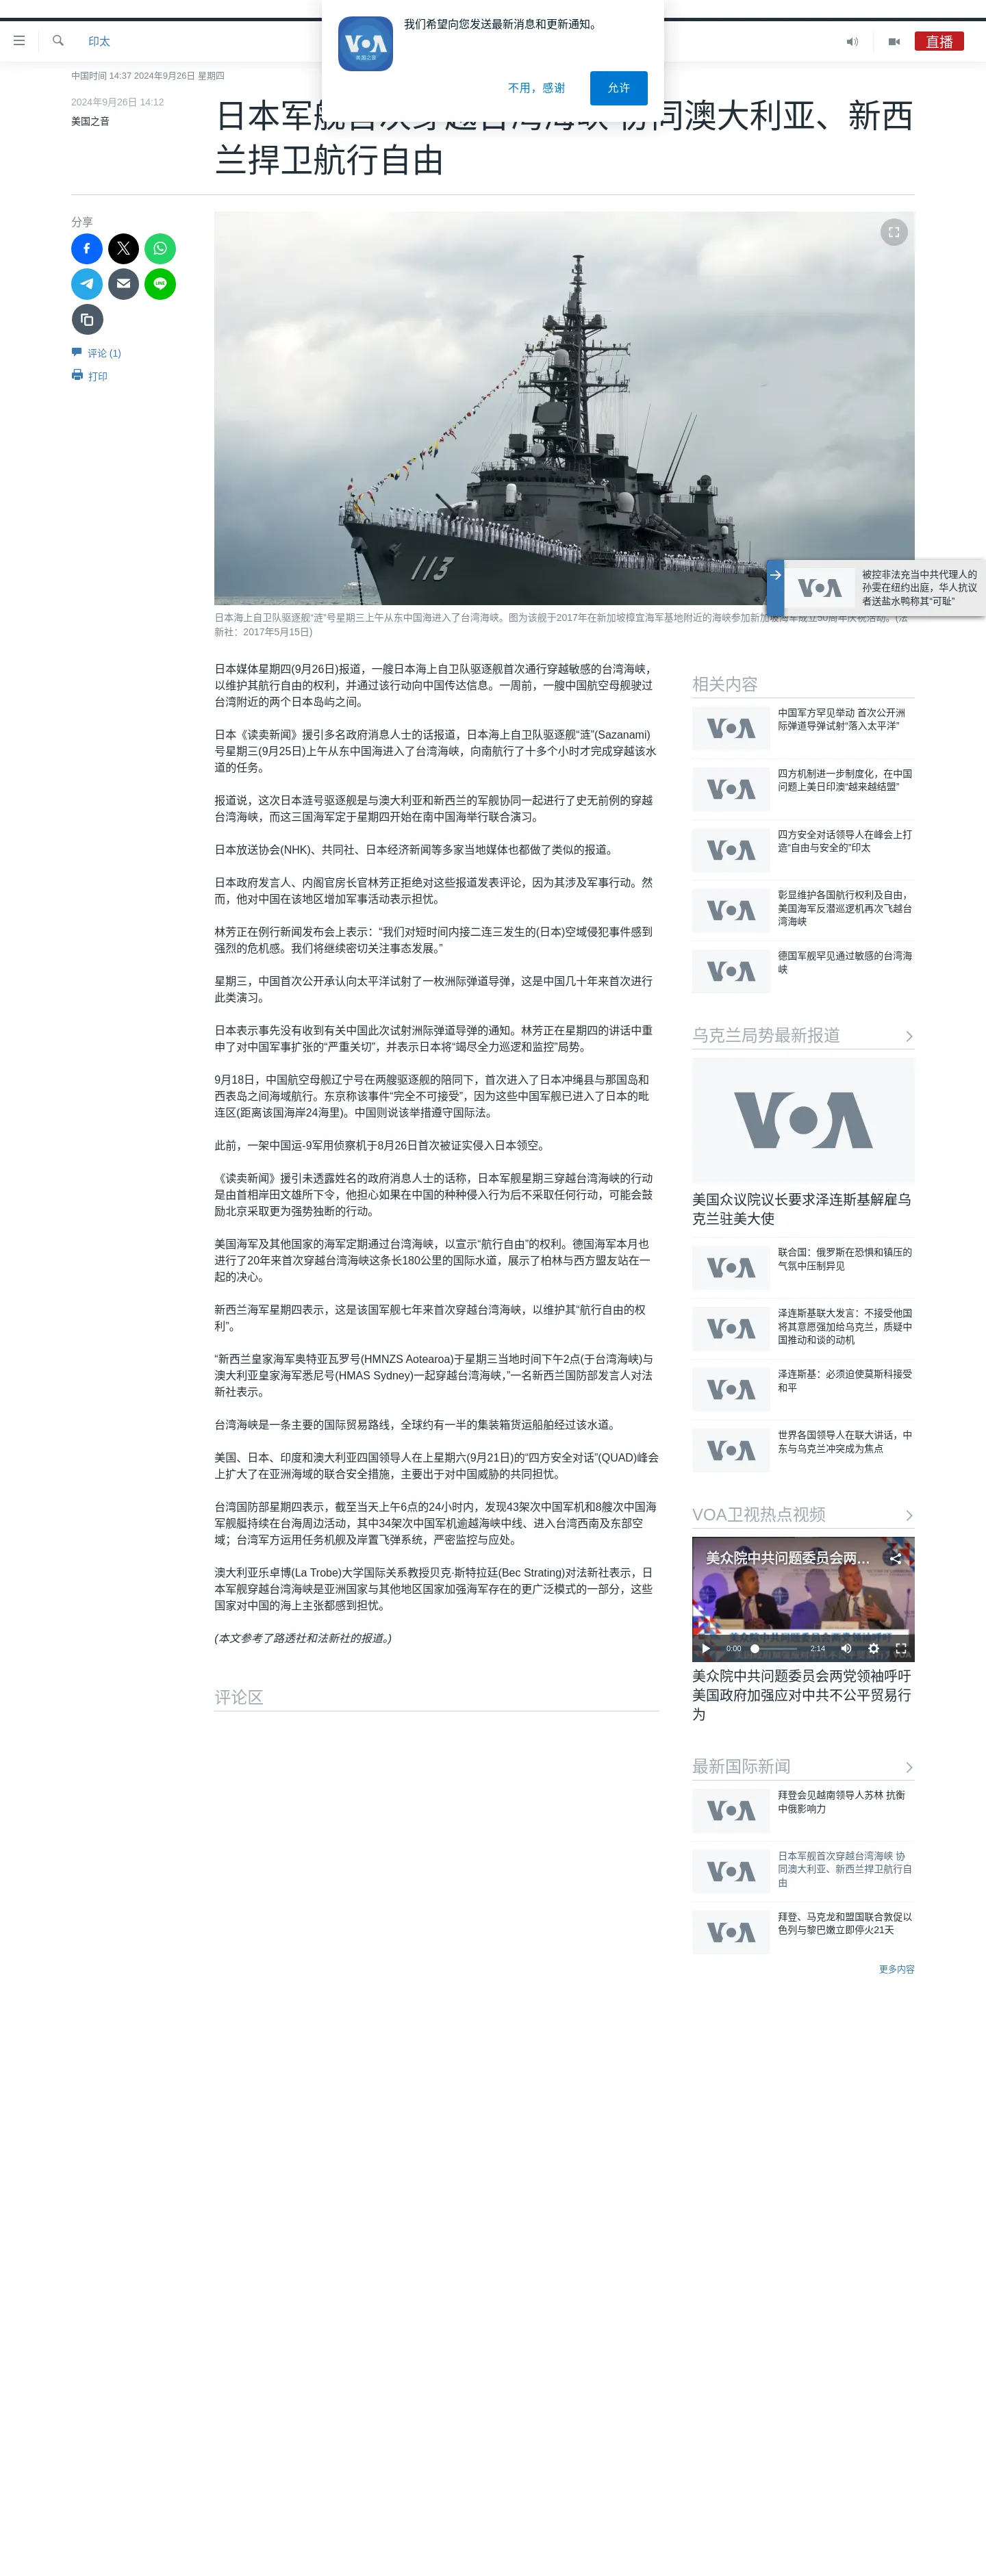 我们希望向您发送最新消息和更新通知。
VOA
美国之音
不用，感谢
允许
印太
直播
中国时间 14:37 2024年9月26日 星期四
2024年9月26日 14:12
美国之音
同澳大利亚、新西
兰捍卫航行自由
分享
评论 (1)
打印
113
被控非法充当中共代理人的
孙雯在纽约出庭，华人抗议
者送盐水鸭称其“可耻”
日本海上自卫队驱逐舰“涟”号星期三上午从东中国海进入了台湾海峡。图为该舰于2017年在新加坡樟宜海军基地附近的海峡参加新加坡海军成立50周年庆祝活动。(法
新社：2017年5月15日)
日本媒体星期四(9月26日)报道，一艘日本海上自卫队驱逐舰首次通行穿越敏感的台湾海峡，
以维护其航行自由的权利，并通过该行动向中国传达信息。一周前，一艘中国航空母舰驶过
台湾附近的两个日本岛屿之间。
日本《读卖新闻》援引多名政府消息人士的话报道，日本海上自卫队驱逐舰“涟”(Sazanami)
号星期三(9月25日)上午从东中国海进入了台湾海峡，向南航行了十多个小时才完成穿越该水
道的任务。
报道说，这次日本涟号驱逐舰是与澳大利亚和新西兰的军舰协同一起进行了史无前例的穿越
台湾海峡，而这三国海军定于星期四开始在南中国海举行联合演习。
日本放送协会(NHK)、共同社、日本经济新闻等多家当地媒体也都做了类似的报道。
日本政府发言人、内阁官房长官林芳正拒绝对这些报道发表评论，因为其涉及军事行动。然
而，他对中国在该地区增加军事活动表示担忧。
林芳正在例行新闻发布会上表示：“我们对短时间内接二连三发生的(日本)空域侵犯事件感到
强烈的危机感。我们将继续密切关注事态发展。”
星期三，中国首次公开承认向太平洋试射了一枚洲际弹道导弹，这是中国几十年来首次进行
此类演习。
日本表示事先没有收到有关中国此次试射洲际弹道导弹的通知。林芳正在星期四的讲话中重
申了对中国军事扩张的“严重关切”，并表示日本将“竭尽全力巡逻和监控”局势。
9月18日，中国航空母舰辽宁号在两艘驱逐舰的陪同下，首次进入了日本冲绳县与那国岛和
西表岛之间海域航行。东京称该事件“完全不可接受”，因为这些中国军舰已进入了日本的毗
连区(距离该国海岸24海里)。中国则说该举措遵守国际法。
此前，一架中国运-9军用侦察机于8月26日首次被证实侵入日本领空。
《读卖新闻》援引未透露姓名的政府消息人士的话称，日本军舰星期三穿越台湾海峡的行动
是由首相岸田文雄所下令，他担心如果在中国的种种侵入行为后不采取任何行动，可能会鼓
励北京采取更为强势独断的行动。
美国海军及其他国家的海军定期通过台湾海峡，以宣示“航行自由”的权利。德国海军本月也
进行了20年来首次穿越台湾海峡这条长180公里的国际水道，展示了柏林与西方盟友站在一
起的决心。
新西兰海军星期四表示，这是该国军舰七年来首次穿越台湾海峡，以维护其“航行自由的权
利”。
“新西兰皇家海军奥特亚瓦罗号(HMNZS Aotearoa)于星期三当地时间下午2点(于台湾海峡)与
澳大利亚皇家海军悉尼号(HMAS Sydney)一起穿越台湾海峡，”一名新西兰国防部发言人对法
新社表示。
台湾海峡是一条主要的国际贸易路线，全球约有一半的集装箱货运船舶经过该水道。
美国、日本、印度和澳大利亚四国领导人在上星期六(9月21日)的“四方安全对话”(QUAD)峰会
上扩大了在亚洲海域的联合安全措施，主要出于对中国威胁的共同担忧。
台湾国防部星期四表示，截至当天上午6点的24小时内，发现43架次中国军机和8艘次中国海
军舰艇持续在台海周边活动，其中34架次中国军机逾越海峡中线、进入台湾西南及东部空
域；台湾军方运用任务机舰及岸置飞弹系统，严密监控与应处。
澳大利亚乐卓博(La Trobe)大学国际关系教授贝克·斯特拉廷(Bec Strating)对法新社表示，日
本军舰穿越台湾海峡是亚洲国家与其他地区国家加强海军存在的更广泛模式的一部分，这些
国家对中国的海上主张都感到担忧。
(本文参考了路透社和法新社的报道。)
评论区
相关内容
中国军方罕见举动 首次公开洲
际弹道导弹试射“落入太平洋”
四方机制进一步制度化，在中国
问题上美日印澳“越来越结盟”
四方安全对话领导人在峰会上打
造“自由与安全的”印太
彰显维护各国航行权利及自由，
美国海军反潜巡逻机再次飞越台
湾海峡
德国军舰罕见通过敏感的台湾海
峡
乌克兰局势最新报道
VOA
美国众议院议长要求泽连斯基解雇乌
克兰驻美大使
联合国：俄罗斯在恐惧和镇压的
气氛中压制异见
泽连斯基联大发言：不接受他国
将其意愿强加给乌克兰，质疑中
国推动和谈的动机
泽连斯基：必须迫使莫斯科接受
和平
世界各国领导人在联大讲话，中
东与乌克兰冲突成为焦点
VOA卫视热点视频
美众院中共问题委员会两...
0:00
2:14
美众院中共问题委员会两党领袖呼吁
美国政府加强应对中共不公平贸易行
为
最新国际新闻
拜登会见越南领导人苏林 抗衡
中俄影响力
日本军舰首次穿越台湾海峡 协
同澳大利亚、新西兰捍卫航行自
由
拜登、马克龙和盟国联合敦促以
色列与黎巴嫩立即停火21天
更多内容